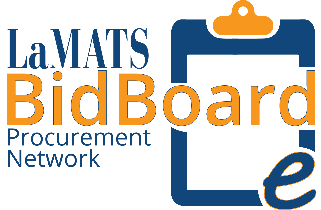 LaMATS
BidBoard
Procurement
Network
e